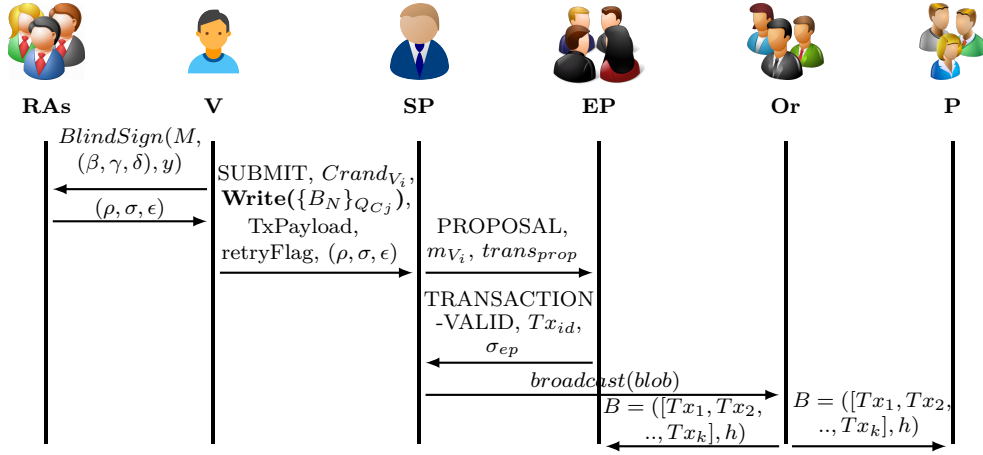 RAs V SP EP Or P
BlindSign(M,
(β, γ, δ), y)
(ρ, σ, ϵ)
SUBMIT, Crand_{V_i},
Write({B_N}_{Q_{Cj}}),
TxPayload,
retryFlag, (ρ, σ, ϵ)
PROPOSAL,
m_{V_i}, trans_{prop}
TRANSACTION
-VALID, Tx_{id},
σ_{ep}
broadcast(blob)
B = ([Tx_1, Tx_2,
.., Tx_k], h)
B = ([Tx_1, Tx_2,
.., Tx_k], h)